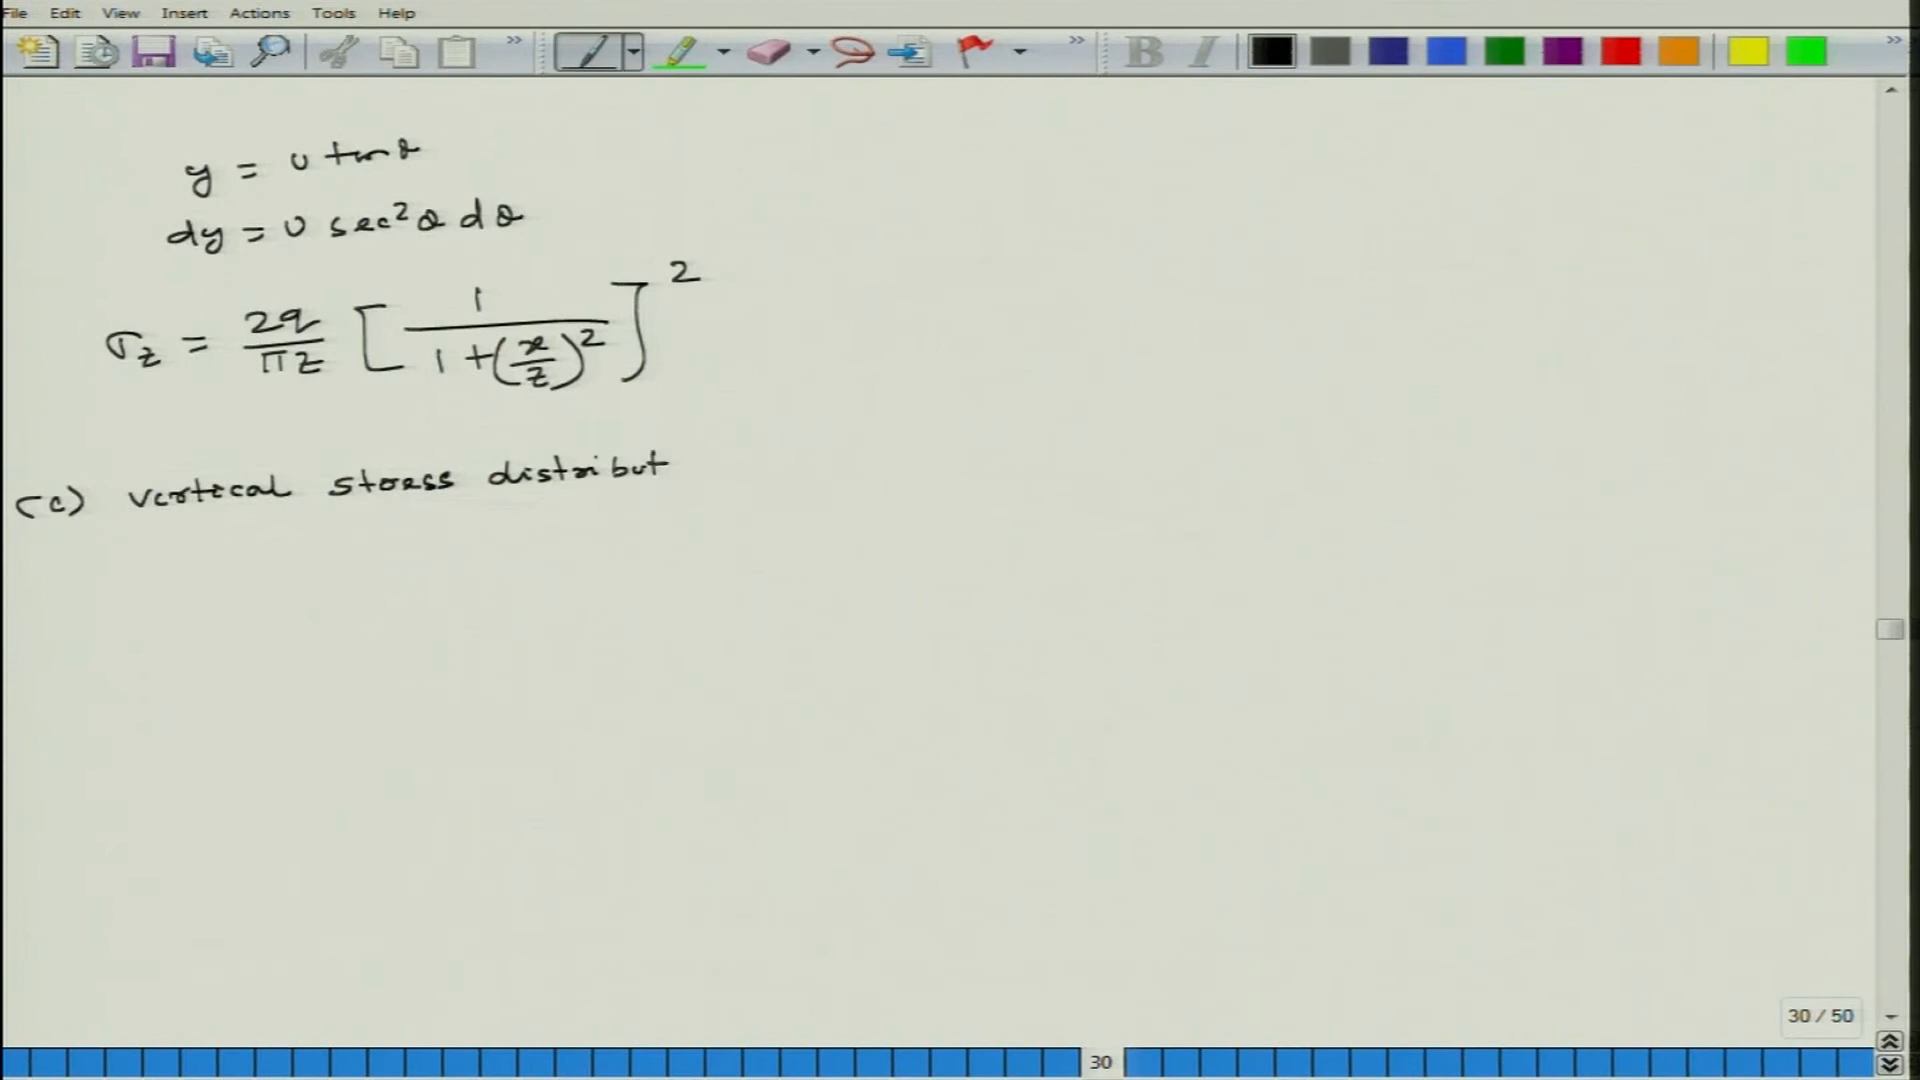 File Edit View Insert Actions Tools Help
B I
y = u tan θ
dy = u sec² θ dθ
σz = 2q/πz [1/(1+(x/z)²)]²
(c) vertical stress distribut
30 / 50
30